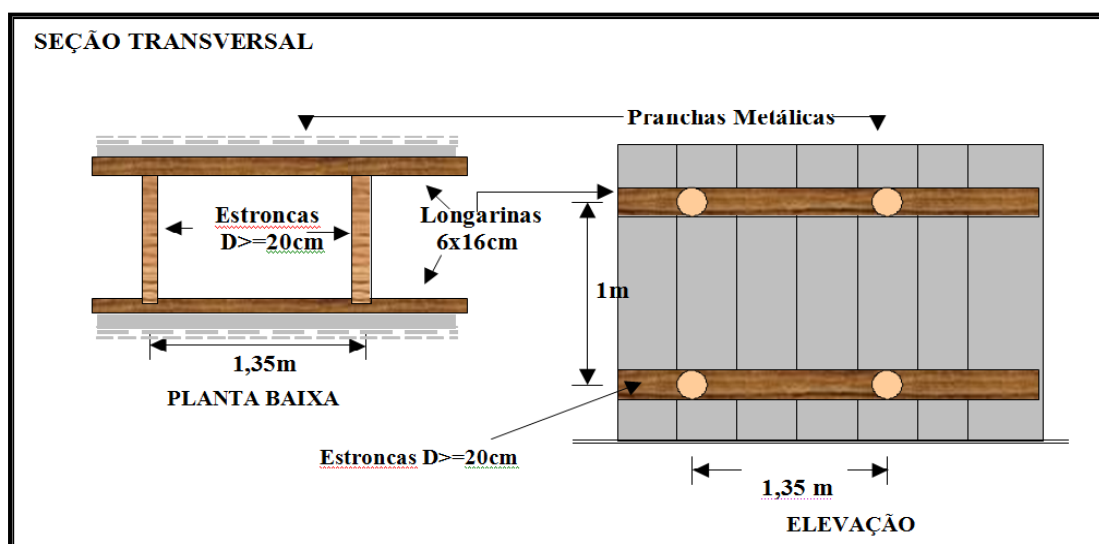 SEÇÃO TRANSVERSAL
Pranchas Metálicas
Estroncas
D>=20cm
Longarinas
6x16cm
1,35m
PLANTA BAIXA
1m
Estroncas D>=20cm
1,35 m
ELEVAÇÃO